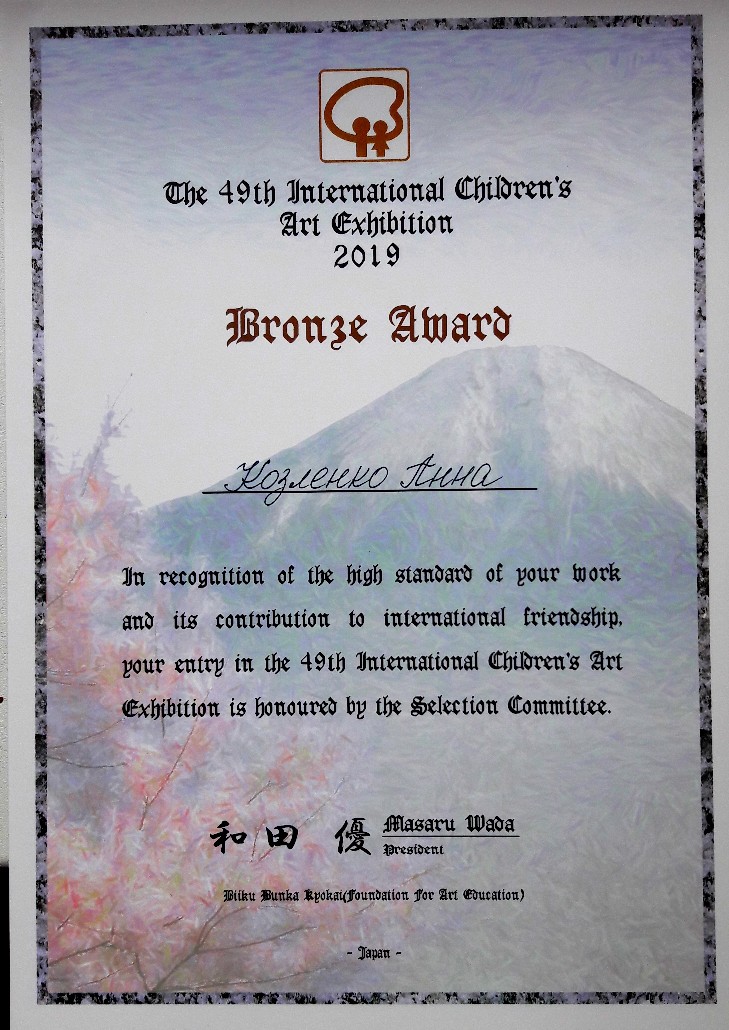 The 49th International Children's
Art Exhibition
2019
Bronze Award
Козленко Анна
In recognition of the high standard of your work
and its contribution to international friendship,
your entry in the 49th International Children's Art
Exhibition is honoured by the Selection Committee.
和田 優 Masaru Wada
President
Biiku Bunka Kyokai(Foundation For Art Education)
- Japan -